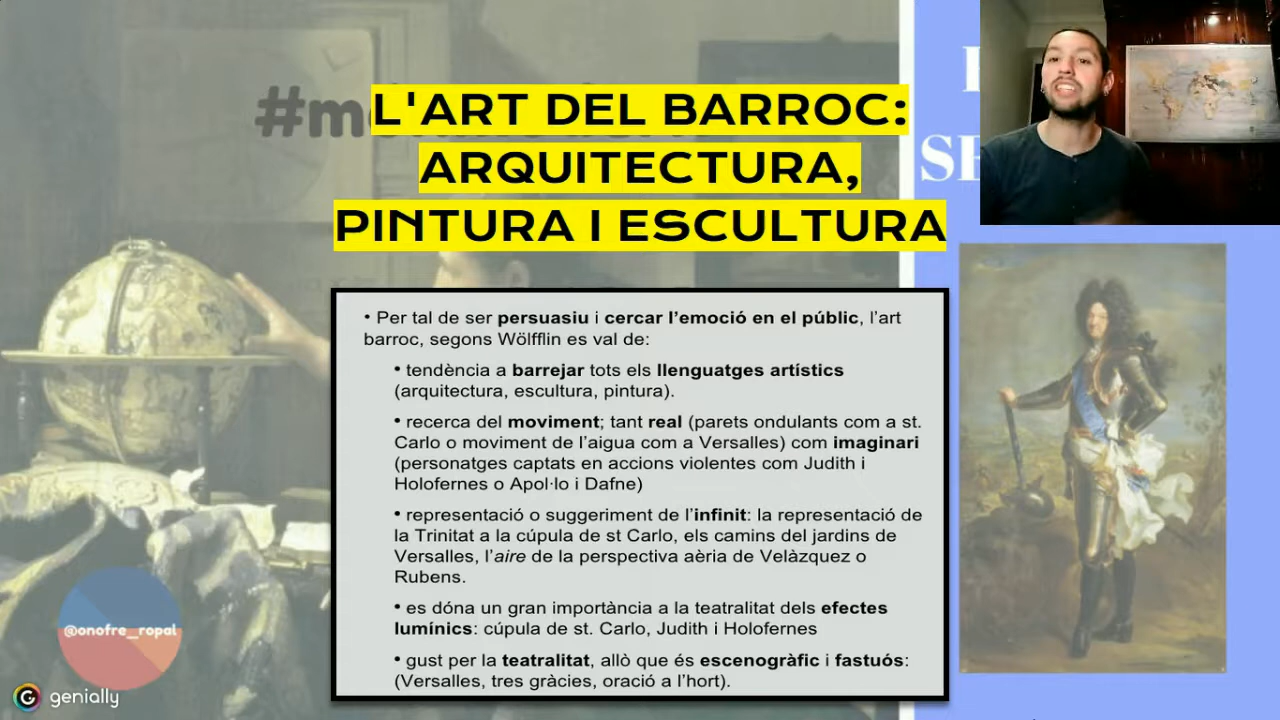 #m
L'ART DEL BARROC:
ARQUITECTURA,
PINTURA I ESCULTURA
SE
• Per tal de ser persuasiu i cercar l’emoció en el públic, l’art
barroc, segons Wölfflin es val de:
• tendència a barrejar tots els llenguatges artístics
(arquitectura, escultura, pintura).
• recerca del moviment; tant real (parets ondulants com a st.
Carlo o moviment de l’aigua com a Versalles) com imaginari
(personatges captats en accions violentes com Judith i
Holofernes o Apol·lo i Dafne)
• representació o suggeriment de l’infinit: la representació de
la Trinitat a la cúpula de st Carlo, els camins del jardins de
Versalles, l’aire de la perspectiva aèria de Velàzquez o
Rubens.
• es dóna un gran importància a la teatralitat dels efectes
lumínics: cúpula de st. Carlo, Judith i Holofernes
• gust per la teatralitat, allò que és escenogràfic i fastuós:
(Versalles, tres gràcies, oració a l’hort).
@onofre_ropal
genially